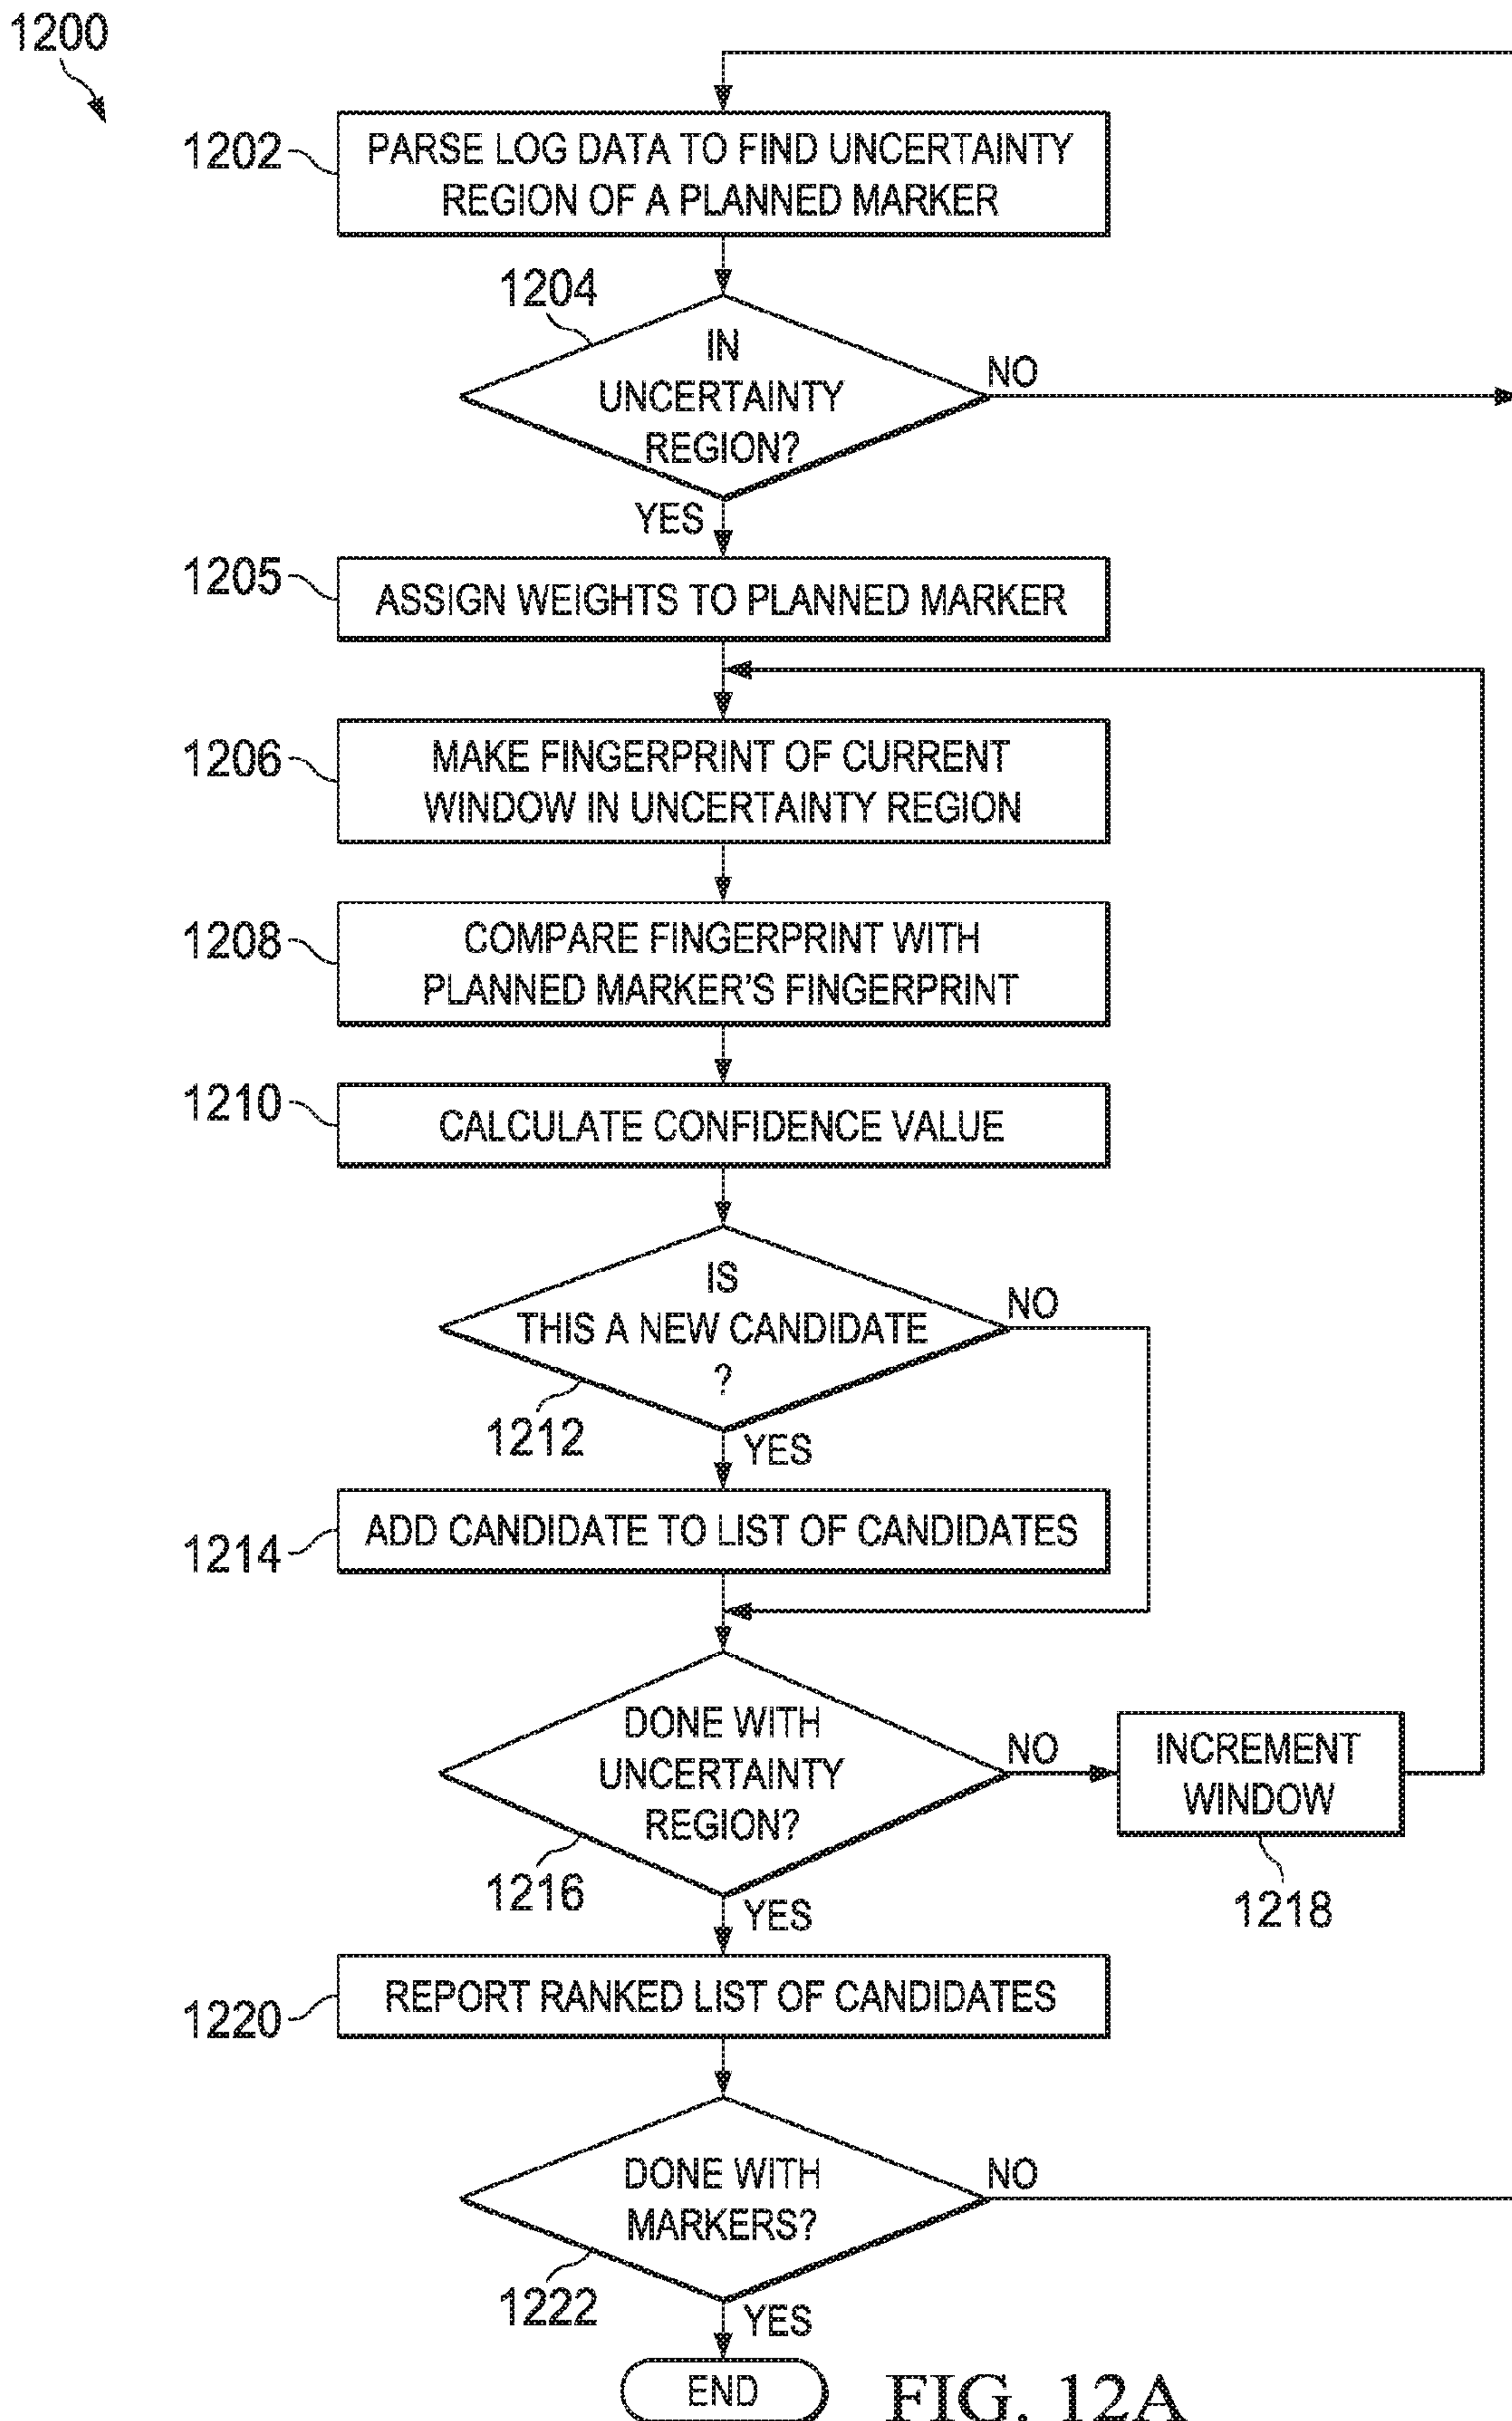 1200
1202
PARSE LOG DATA TO FIND UNCERTAINTY
REGION OF A PLANNED MARKER
1204
IN
UNCERTAINTY
REGION?
NO
YES
1205
ASSIGN WEIGHTS TO PLANNED MARKER
1206
MAKE FINGERPRINT OF CURRENT
WINDOW IN UNCERTAINTY REGION
1208
COMPARE FINGERPRINT WITH
PLANNED MARKER'S FINGERPRINT
1210
CALCULATE CONFIDENCE VALUE
IS
THIS A NEW CANDIDATE
?
NO
1212
YES
1214
ADD CANDIDATE TO LIST OF CANDIDATES
DONE WITH
UNCERTAINTY
REGION?
NO
INCREMENT
WINDOW
1216
1218
YES
1220
REPORT RANKED LIST OF CANDIDATES
DONE WITH
MARKERS?
NO
1222
YES
END
FIG. 12A